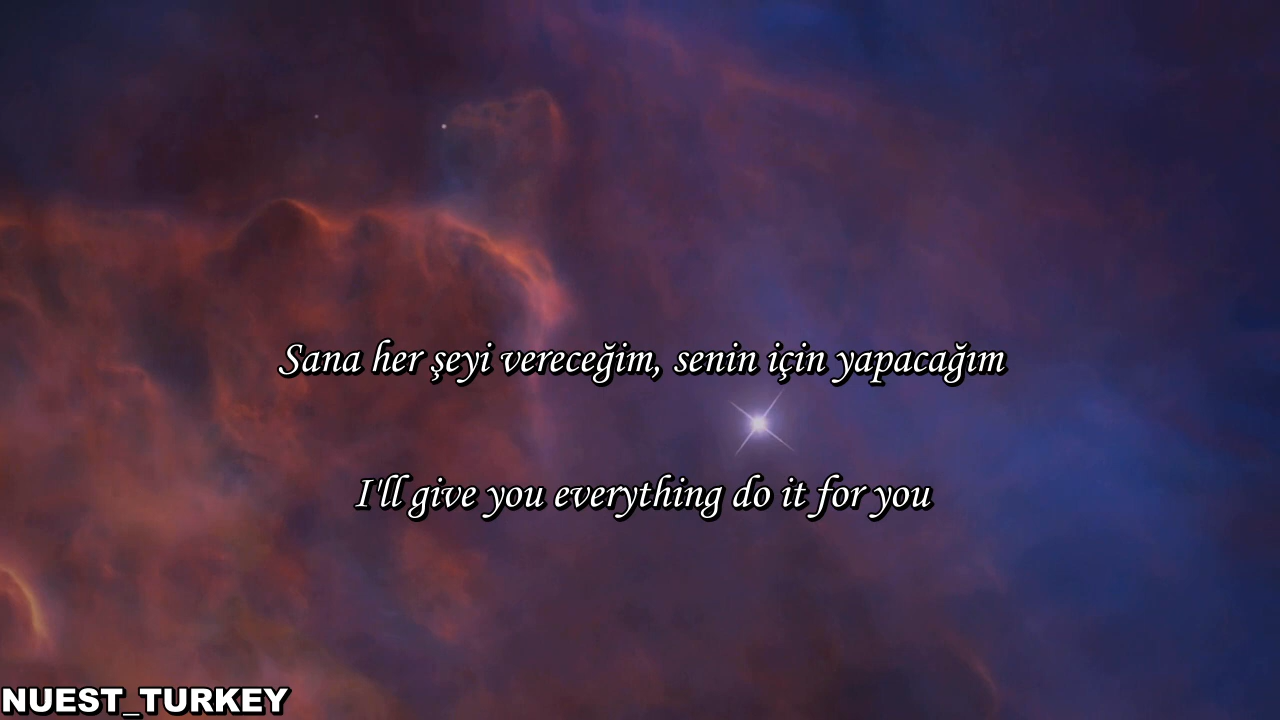 Sana her şeyi vereceğim, senin için yapacağım
I'll give you everything do it for you
NUEST_TURKEY